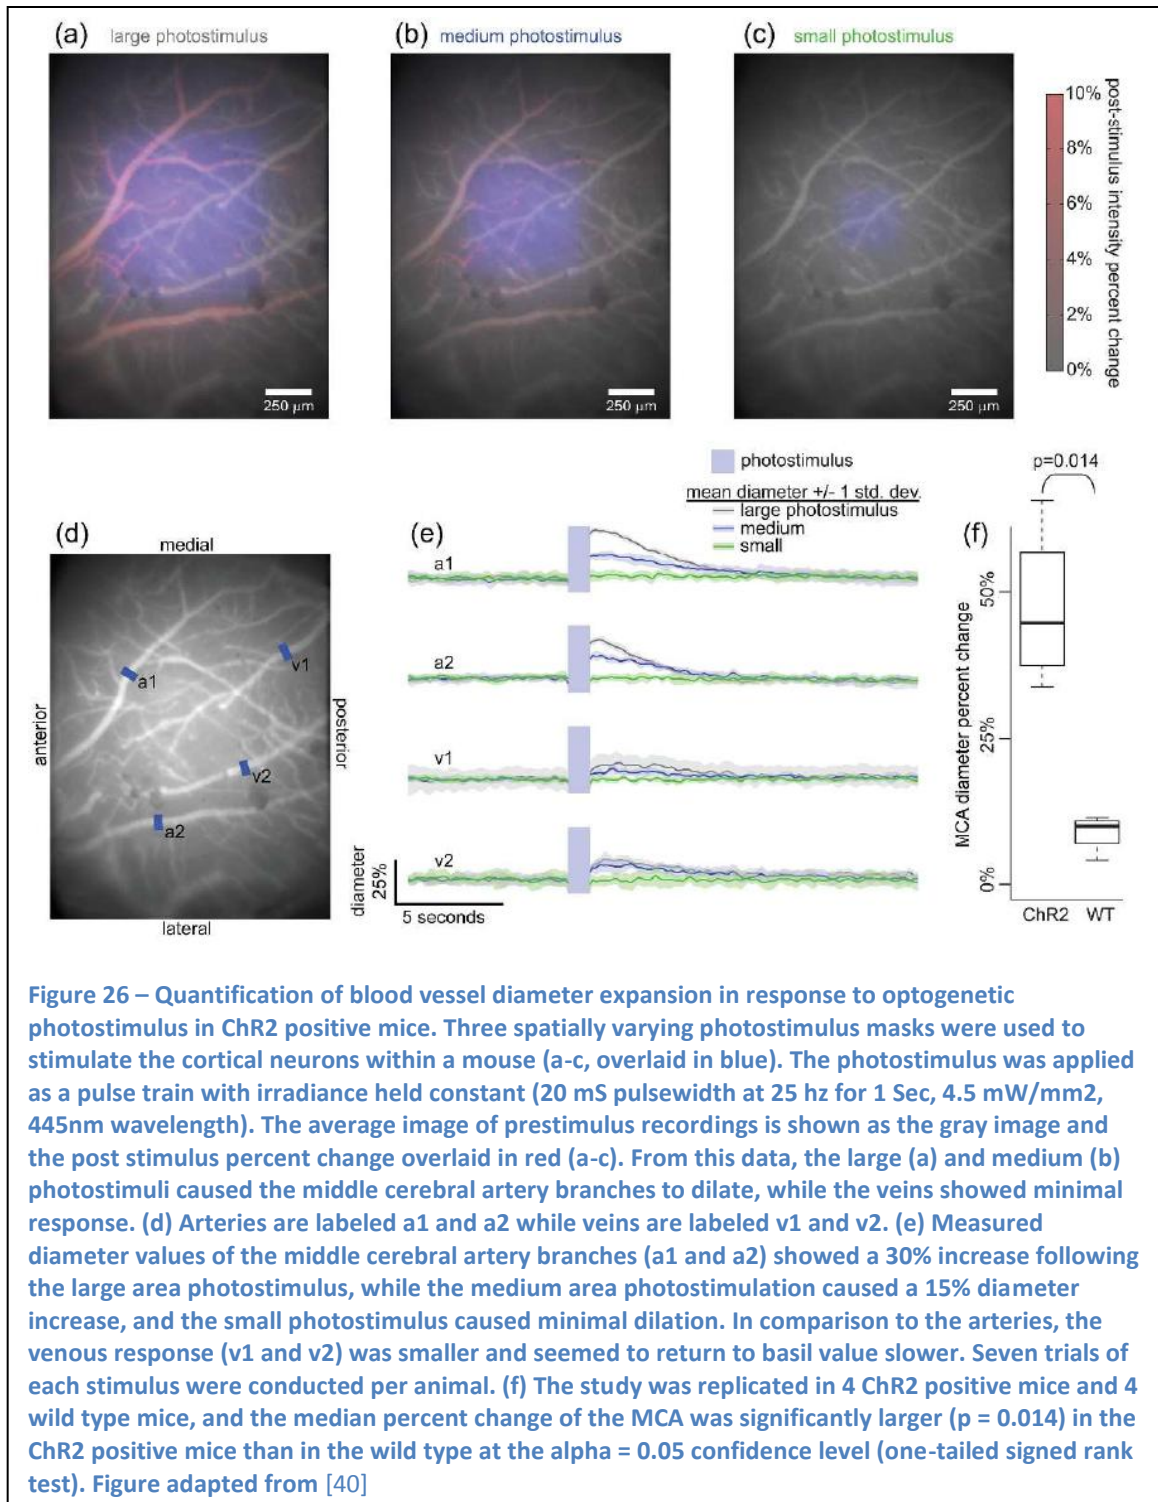 (a) large photostimulus
(b) medium photostimulus
(c) small photostimulus
10%
8%
6%
4%
2%
0%
post-stimulus intensity percent change
250 µm
250 µm
250 µm
(d)
medial
anterior
posterior
lateral
a1
v1
v2
a2
(e)
photostimulus
mean diameter +/- 1 std. dev.
large photostimulus
medium
small
a1
a2
v1
v2
diameter
25%
5 seconds
(f)
p=0.014
MCA diameter percent change
50%
25%
0%
ChR2 WT
Figure 26 – Quantification of blood vessel diameter expansion in response to optogenetic
photostimulus in ChR2 positive mice. Three spatially varying photostimulus masks were used to
stimulate the cortical neurons within a mouse (a-c, overlaid in blue). The photostimulus was applied
as a pulse train with irradiance held constant (20 mS pulsewidth at 25 hz for 1 Sec, 4.5 mW/mm2,
445nm wavelength). The average image of prestimulus recordings is shown as the gray image and
the post stimulus percent change overlaid in red (a-c). From this data, the large (a) and medium (b)
photostimuli caused the middle cerebral artery branches to dilate, while the veins showed minimal
response. (d) Arteries are labeled a1 and a2 while veins are labeled v1 and v2. (e) Measured
diameter values of the middle cerebral artery branches (a1 and a2) showed a 30% increase following
the large area photostimulus, while the medium area photostimulation caused a 15% diameter
increase, and the small photostimulus caused minimal dilation. In comparison to the arteries, the
venous response (v1 and v2) was smaller and seemed to return to basil value slower. Seven trials of
each stimulus were conducted per animal. (f) The study was replicated in 4 ChR2 positive mice and 4
wild type mice, and the median percent change of the MCA was significantly larger (p = 0.014) in the
ChR2 positive mice than in the wild type at the alpha = 0.05 confidence level (one-tailed signed rank
test). Figure adapted from [40]